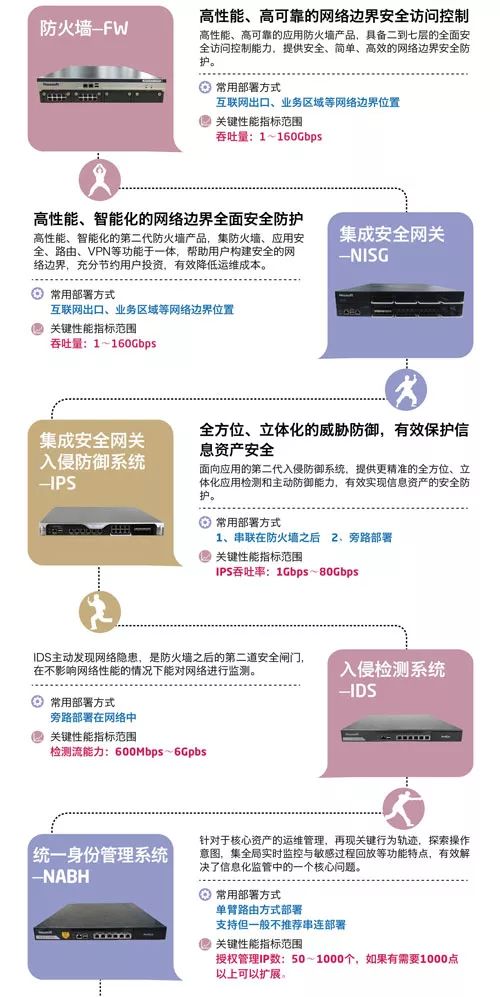 防火墙–FW
高性能、高可靠的网络边界安全访问控制
高性能、高可靠的应用防火墙产品，具备二到七层的全面安
全访问控制能力，提供安全、简单、高效的网络边界安全防
护。
常用部署方式
互联网出口、业务区域等网络边界位置
关键性能指标范围
吞吐量：1～160Gbps
高性能、智能化的网络边界全面安全防护
高性能、智能化的第二代防火墙产品，集防火墙、应用安
全、路由、VPN等功能于一体，帮助用户构建安全的网
络边界，充分节约用户投资，有效降低运维成本。
常用部署方式
互联网出口、业务区域等网络边界位置
关键性能指标范围
吞吐量：1～160Gbps
集成安全网关
–NISG
集成安全网关
入侵防御系统
–IPS
全方位、立体化的威胁防御，有效保护信
息资产安全
面向应用的第二代入侵防御系统，提供更精准的全方位、立
体化应用检测和主动防御能力，有效实现信息资产的安全防
护。
常用部署方式
1、串联在防火墙之后 2、旁路部署
关键性能指标范围
IPS吞吐率：1Gbps～80Gbps
IDS主动发现网络隐患，是防火墙之后的第二道安全闸门，
在不影响网络性能的情况下能对网络进行监测。
常用部署方式
旁路部署在网络中
关键性能指标范围
检测流能力：600Mbps～6Gpbs
入侵检测系统
–IDS
统一身份管理系统
–NABH
针对于核心资产的运维管理，再现关键行为轨迹，探索操作
意图，集全局实时监控与敏感过程回放等功能特点，有效解
决了信息化监管中的一个核心问题。
常用部署方式
单臂路由方式部署
支持但一般不推荐串连部署
关键性能指标范围
授权管理IP数：50～1000个，如果有需要1000点
以上可以扩展。